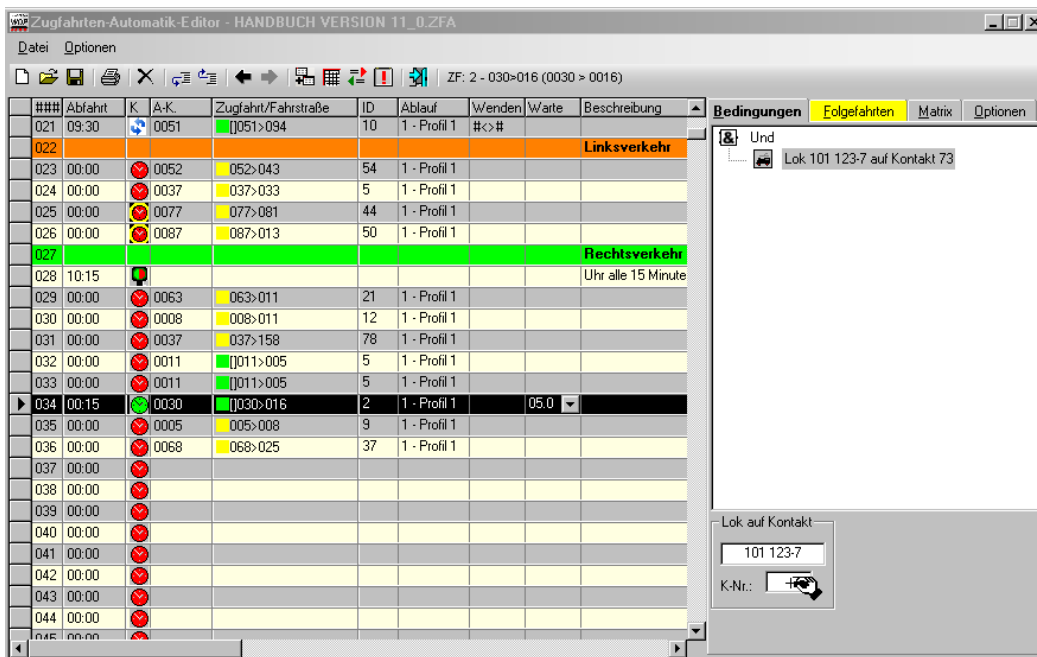 Zugfahrten-Automatik-Editor - HANDBUCH VERSION 11_0.ZFA
Datei Optionen
ZF: 2 - 030>016 (0030 > 0016)
### Abfahrt K A-K. Zugfahrt/Fahrstraße ID Ablauf Wenden Warte Beschreibung
021 09:30 0051 []051>094 10 1 - Profil 1 #<>#
022 Linksverkehr
023 00:00 0052 052>043 54 1 - Profil 1
024 00:00 0037 037>033 5 1 - Profil 1
025 00:00 0077 077>081 44 1 - Profil 1
026 00:00 0087 087>013 50 1 - Profil 1
027 Rechtsverkehr
028 10:15 Uhr alle 15 Minute
029 00:00 0063 063>011 21 1 - Profil 1
030 00:00 0008 008>011 12 1 - Profil 1
031 00:00 0037 037>158 78 1 - Profil 1
032 00:00 0011 []011>005 5 1 - Profil 1
033 00:00 0011 []011>005 5 1 - Profil 1
034 00:15 0030 []030>016 2 1 - Profil 1 05.0
035 00:00 0005 005>008 9 1 - Profil 1
036 00:00 0068 068>025 37 1 - Profil 1
037 00:00
038 00:00
039 00:00
040 00:00
041 00:00
042 00:00
043 00:00
044 00:00
045 00:00
Bedingungen Folgefahrten Matrix Optionen
& Und
Lok 101 123-7 auf Kontakt 73
Lok auf Kontakt
101 123-7
K-Nr.: